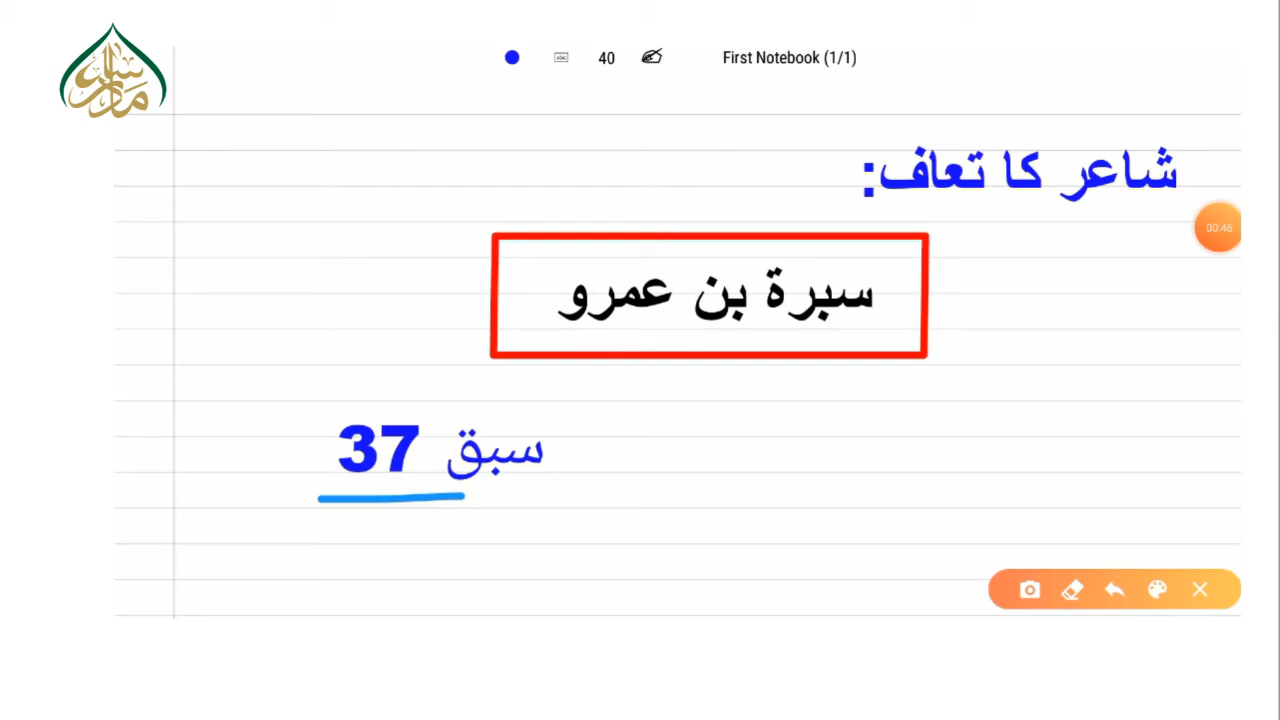 40 First Notebook (1/1)
شاعر کا تعاف:
00:46
سبرة بن عمرو
سبق 37